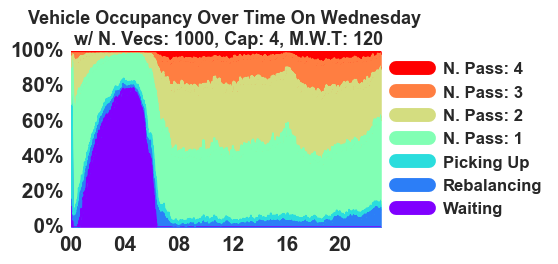 Vehicle Occupancy Over Time On Wednesday
w/ N. Vecs: 1000, Cap: 4, M.W.T: 120
100%
80%
60%
40%
20%
0%
00 04 08 12 16 20
N. Pass: 4
N. Pass: 3
N. Pass: 2
N. Pass: 1
Picking Up
Rebalancing
Waiting